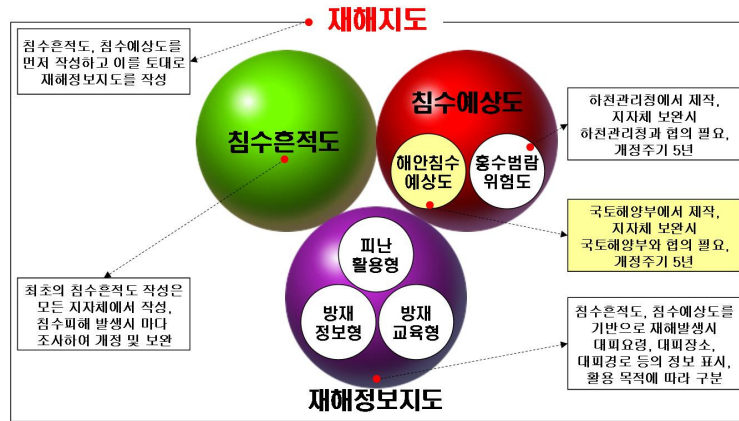 재해지도
침수흔적도, 침수예상도를
먼저 작성하고 이를 토대로
재해정보지도를 작성
침수흔적도
침수예상도
해안침수
예상도
홍수범람
위험도
하천관리청에서 제작,
지자체 보완시
하천관리청과 협의 필요,
개정주기 5년
국토해양부에서 제작,
지자체 보완시
국토해양부와 협의 필요,
개정주기 5년
최초의 침수흔적도 작성은
모든 지자체에서 작성,
침수피해 발생시 마다
조사하여 개정 및 보완
피난
활용형
방재
정보형
방재
교육형
재해정보지도
침수흔적도, 침수예상도를
기반으로 재해발생시
대피요령, 대피장소,
대피경로 등의 정보 표시,
활용 목적에 따라 구분